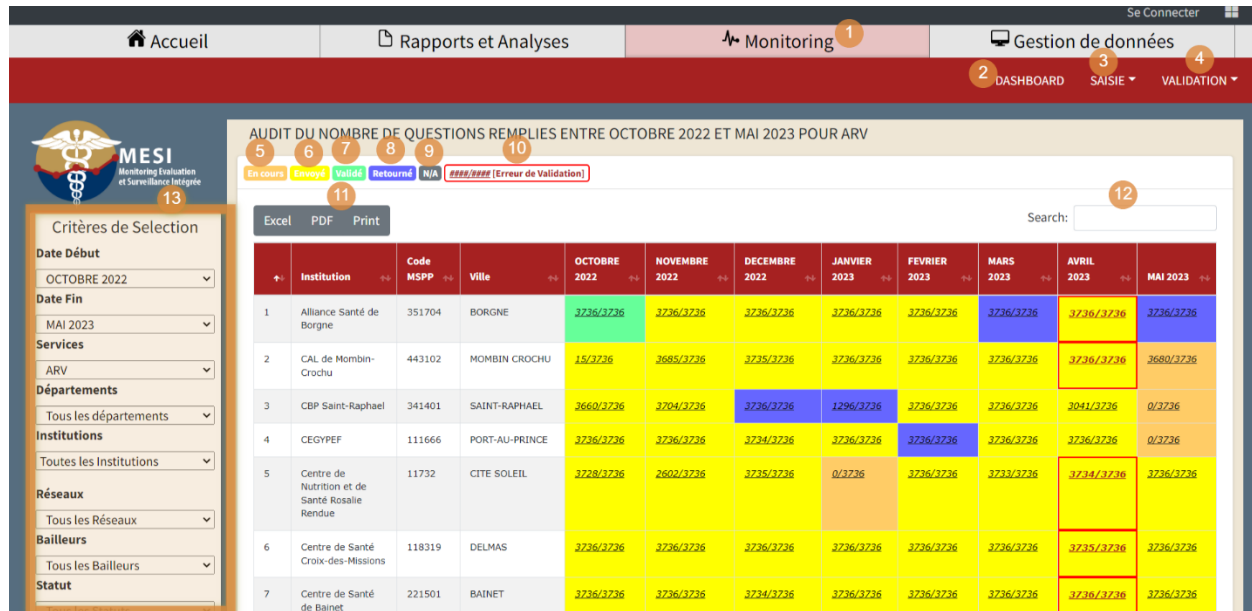 Se Connecter
Accueil Rapports et Analyses Monitoring 1 Gestion de données
2 DASHBOARD 3 SAISIE 4 VALIDATION
MESI
Monitoring Evaluation
et Surveillance Intégrée
AUDIT DU NOMBRE DE QUESTIONS REMPLIES ENTRE OCTOBRE 2022 ET MAI 2023 POUR ARV
5 6 7 8 9 10
En cours Envoyé Validé Retourné N/A ####/#### [Erreur de Validation]
11 12
Excel PDF Print Search:
13
Critères de Selection
Date Début
OCTOBRE 2022
Date Fin
MAI 2023
Services
ARV
Départements
Tous les départements
Institutions
Toutes les Institutions
Réseaux
Tous les Réseaux
Bailleurs
Tous les Bailleurs
Statut
Institution Code MSPP Ville OCTOBRE 2022 NOVEMBRE 2022 DECEMBRE 2022 JANVIER 2023 FEVRIER 2023 MARS 2023 AVRIL 2023 MAI 2023
1 Alliance Santé de Borgne 351704 BORGNE 3736/3736 3736/3736 3736/3736 3736/3736 3736/3736 3736/3736 3736/3736 3736/3736
2 CAL de Mombin-Crochu 443102 MOMBIN CROCHU 15/3736 3685/3736 3735/3736 3736/3736 3736/3736 3736/3736 3736/3736 3680/3736
3 CBP Saint-Raphael 341401 SAINT-RAPHAEL 3660/3736 3704/3736 3736/3736 1296/3736 3736/3736 3736/3736 3041/3736 0/3736
4 CEGYPEF 111666 PORT-AU-PRINCE 3736/3736 3736/3736 3734/3736 3736/3736 3736/3736 3736/3736 3736/3736 0/3736
5 Centre de Nutrition et de Santé Rosalie Rendue 11732 CITE SOLEIL 3728/3736 2602/3736 3735/3736 0/3736 3736/3736 3733/3736 3734/3736 3736/3736
6 Centre de Santé Croix-des-Missions 118319 DELMAS 3736/3736 3736/3736 3736/3736 3736/3736 3736/3736 3736/3736 3735/3736 3736/3736
7 Centre de Santé de Bainet 221501 BAINET 3736/3736 3736/3736 3734/3736 3736/3736 3736/3736 3736/3736 3736/3736 3736/3736